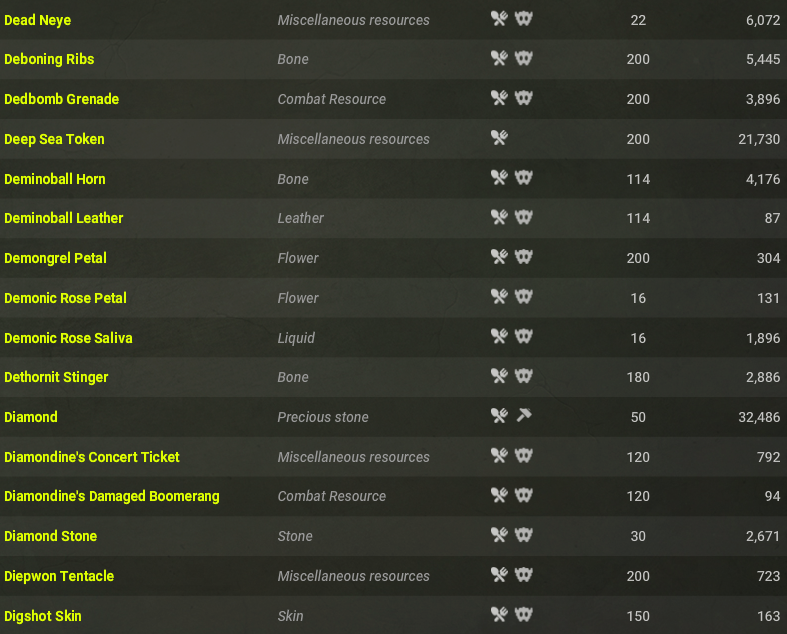 Dead Neye Miscellaneous resources 22 6,072
Deboning Ribs Bone 200 5,445
Dedbomb Grenade Combat Resource 200 3,896
Deep Sea Token Miscellaneous resources 200 21,730
Deminoball Horn Bone 114 4,176
Deminoball Leather Leather 114 87
Demongrel Petal Flower 200 304
Demonic Rose Petal Flower 16 131
Demonic Rose Saliva Liquid 16 1,896
Dethornit Stinger Bone 180 2,886
Diamond Precious stone 50 32,486
Diamondine's Concert Ticket Miscellaneous resources 120 792
Diamondine's Damaged Boomerang Combat Resource 120 94
Diamond Stone Stone 30 2,671
Diepwon Tentacle Miscellaneous resources 200 723
Digshot Skin Skin 150 163